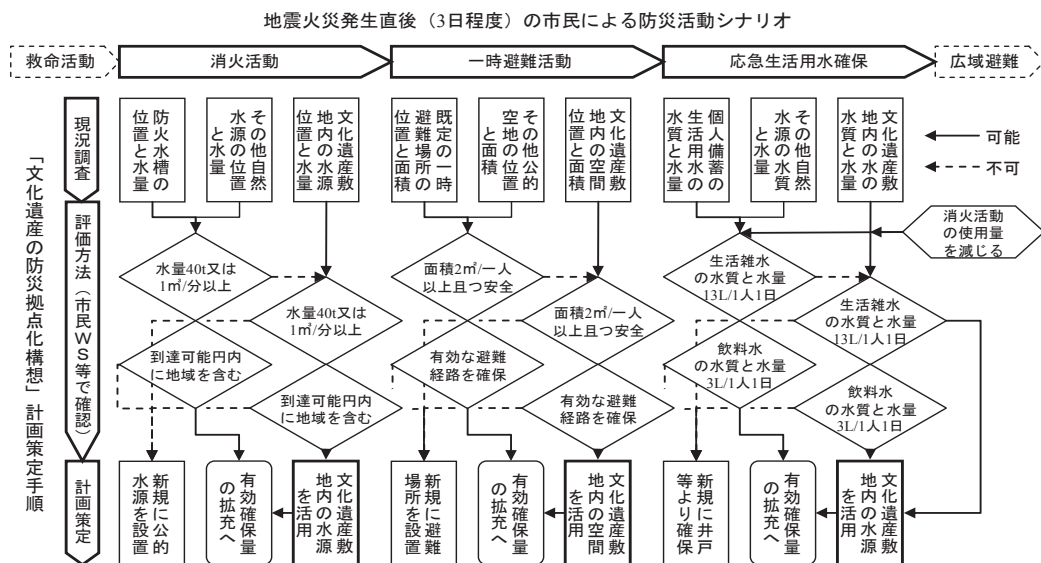 地震火災発生直後（3日程度）の市民による防災活動シナリオ
救命活動
消火活動
一時避難活動
応急生活用水確保
広域避難
「文化遺産の防災拠点化構想」計画策定手順
現況調査
防火水槽の
位置と水量
その他自然
水源の位置
と水量
文化遺産敷
地内の水源
位置と水量
既定の一時
避難場所の
位置と面積
その他公的
空地の位置
と面積
文化遺産敷
地内の空間
位置と面積
個人備蓄の
生活用水の
水質と水量
その他自然
水源の水質
と水量
文化遺産敷
地内の水の
水質と水量
可能
不可
評価方法（市民WS等で確認）
消火活動
の使用量
を減じる
水量40t又は
1㎥/分以上
水量40t又は
1㎥/分以上
到達可能円内
に地域を含む
到達可能円内
に地域を含む
面積2㎡/一人
以上且つ安全
面積2㎡/一人
以上且つ安全
有効な避難
経路を確保
有効な避難
経路を確保
生活雑水
の水質と水量
13L/1人1日
生活雑水
の水質と水量
13L/1人1日
飲料水
の水質と水量
3L/1人1日
飲料水
の水質と水量
3L/1人1日
計画策定
新規に公的
水源を設置
有効確保量
の拡充へ
文化遺産敷
地内の水源
を活用
新規に避難
場所を設置
有効確保量
の拡充へ
文化遺産敷
地内の空間
を活用
新規に井戸
等より確保
有効確保量
の拡充へ
文化遺産敷
地内の水源
を活用